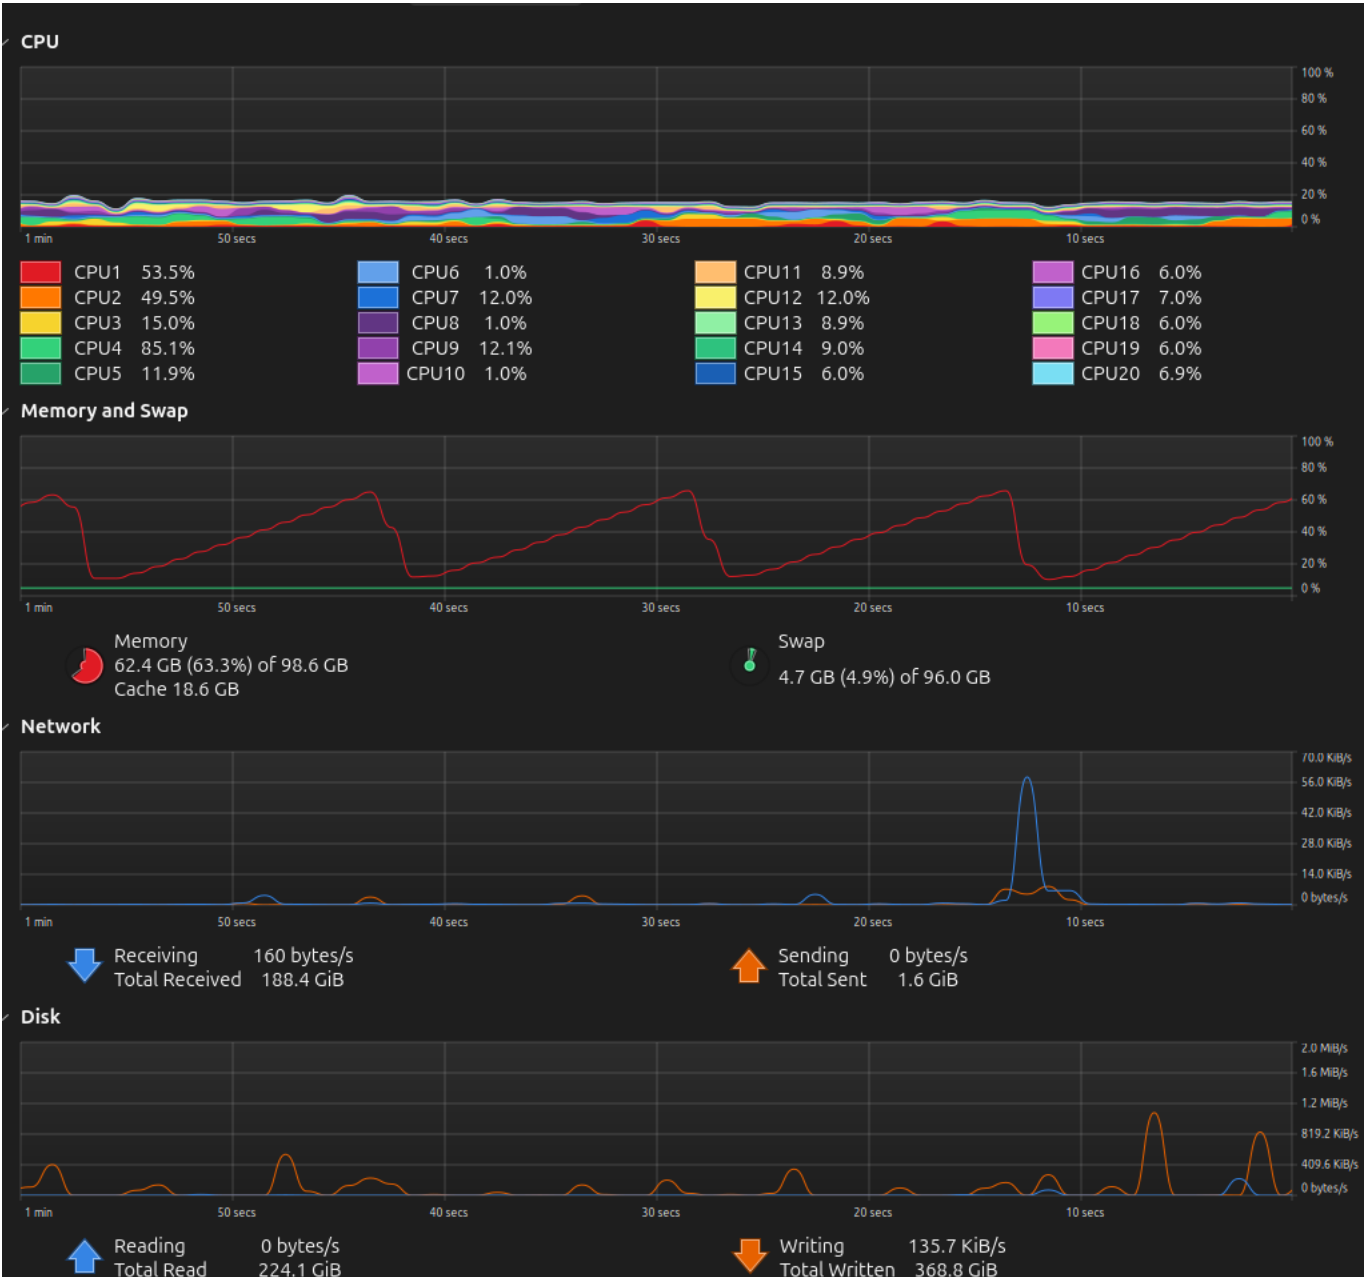 CPU
100 %
80 %
60 %
40 %
20 %
0 %
1 min 50 secs 40 secs 30 secs 20 secs 10 secs
CPU1 53.5% CPU6 1.0% CPU11 8.9% CPU16 6.0%
CPU2 49.5% CPU7 12.0% CPU12 12.0% CPU17 7.0%
CPU3 15.0% CPU8 1.0% CPU13 8.9% CPU18 6.0%
CPU4 85.1% CPU9 12.1% CPU14 9.0% CPU19 6.0%
CPU5 11.9% CPU10 1.0% CPU15 6.0% CPU20 6.9%
Memory and Swap
100 %
80 %
60 %
40 %
20 %
0 %
1 min 50 secs 40 secs 30 secs 20 secs 10 secs
Memory Swap
62.4 GB (63.3%) of 98.6 GB 4.7 GB (4.9%) of 96.0 GB
Cache 18.6 GB
Network
70.0 KiB/s
56.0 KiB/s
42.0 KiB/s
28.0 KiB/s
14.0 KiB/s
0 bytes/s
1 min 50 secs 40 secs 30 secs 20 secs 10 secs
Receiving 160 bytes/s Sending 0 bytes/s
Total Received 188.4 GiB Total Sent 1.6 GiB
Disk
2.0 MiB/s
1.6 MiB/s
1.2 MiB/s
819.2 KiB/s
409.6 KiB/s
0 bytes/s
1 min 50 secs 40 secs 30 secs 20 secs 10 secs
Reading 0 bytes/s Writing 135.7 KiB/s
Total Read 224.1 GiB Total Written 368.8 GiB